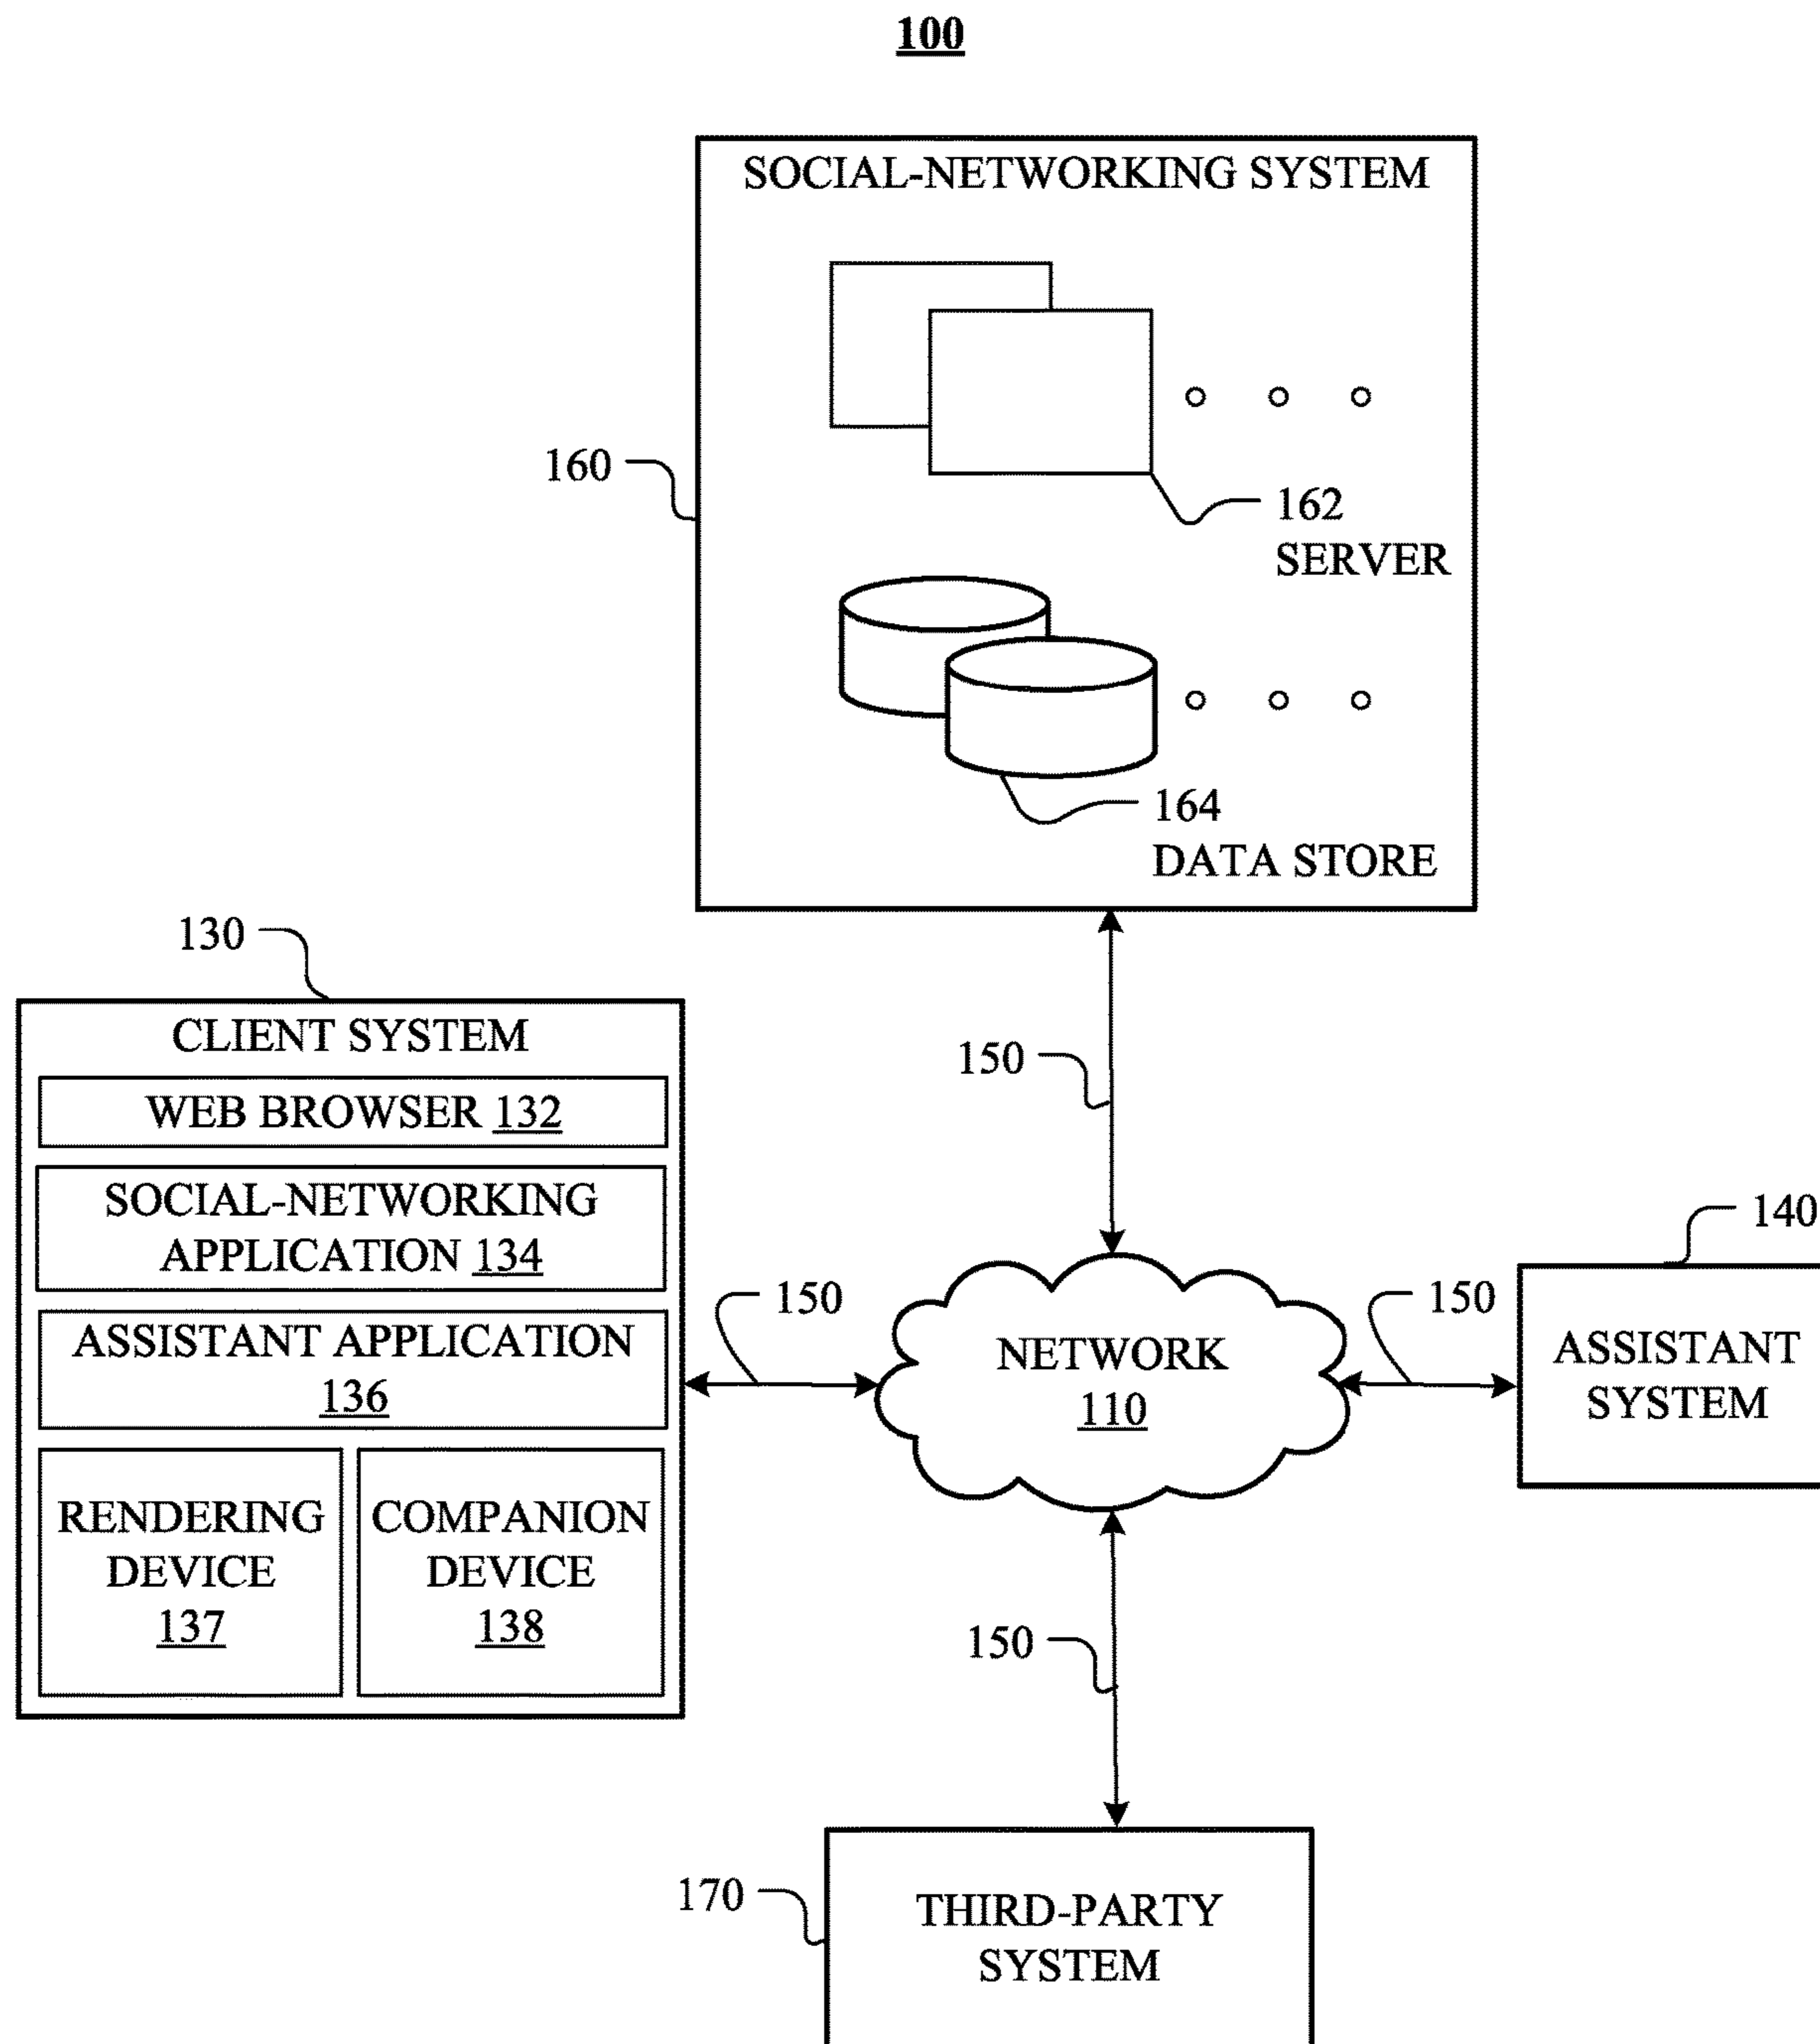 100
SOCIAL-NETWORKING SYSTEM
160
162
SERVER
164
DATA STORE
130
CLIENT SYSTEM
WEB BROWSER 132
SOCIAL-NETWORKING
APPLICATION 134
ASSISTANT APPLICATION
136
RENDERING
DEVICE
137
COMPANION
DEVICE
138
150
150
NETWORK
110
150
140
ASSISTANT
SYSTEM
150
170
THIRD-PARTY
SYSTEM